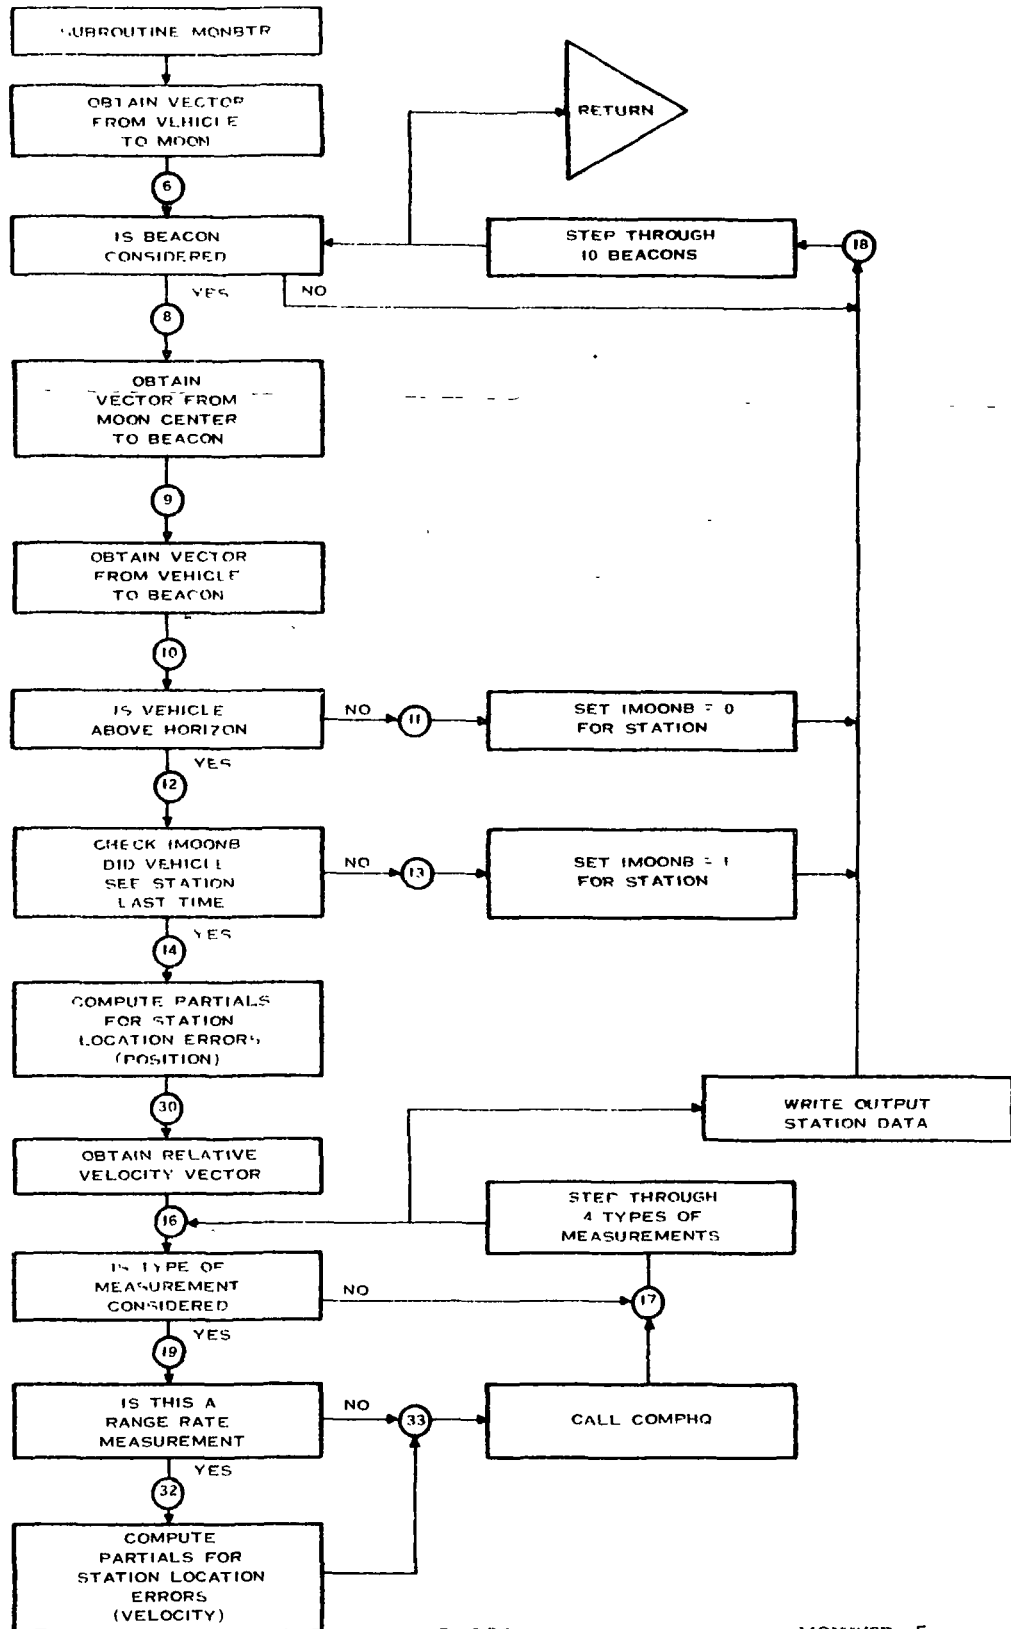 SUBROUTINE MONBTR
OBTAIN VECTOR
FROM VEHICLE
TO MOON
RETURN
6
IS BEACON
CONSIDERED
STEP THROUGH
10 BEACONS
18
YES
NO
8
OBTAIN
VECTOR FROM
MOON CENTER
TO BEACON
9
OBTAIN VECTOR
FROM VEHICLE
TO BEACON
10
IS VEHICLE
ABOVE HORIZON
NO
11
SET IMOONB = 0
FOR STATION
YES
12
CHECK IMOONB
DID VEHICLE
SEE STATION
LAST TIME
NO
13
SET IMOONB = 1
FOR STATION
YES
14
COMPUTE PARTIALS
FOR STATION
LOCATION ERRORS
(POSITION)
30
WRITE OUTPUT
STATION DATA
OBTAIN RELATIVE
VELOCITY VECTOR
16
STEP THROUGH
4 TYPES OF
MEASUREMENTS
IS TYPE OF
MEASUREMENT
CONSIDERED
NO
17
YES
19
IS THIS A
RANGE RATE
MEASUREMENT
NO
33
CALL COMPHQ
YES
32
COMPUTE
PARTIALS FOR
STATION LOCATION
ERRORS
(VELOCITY)